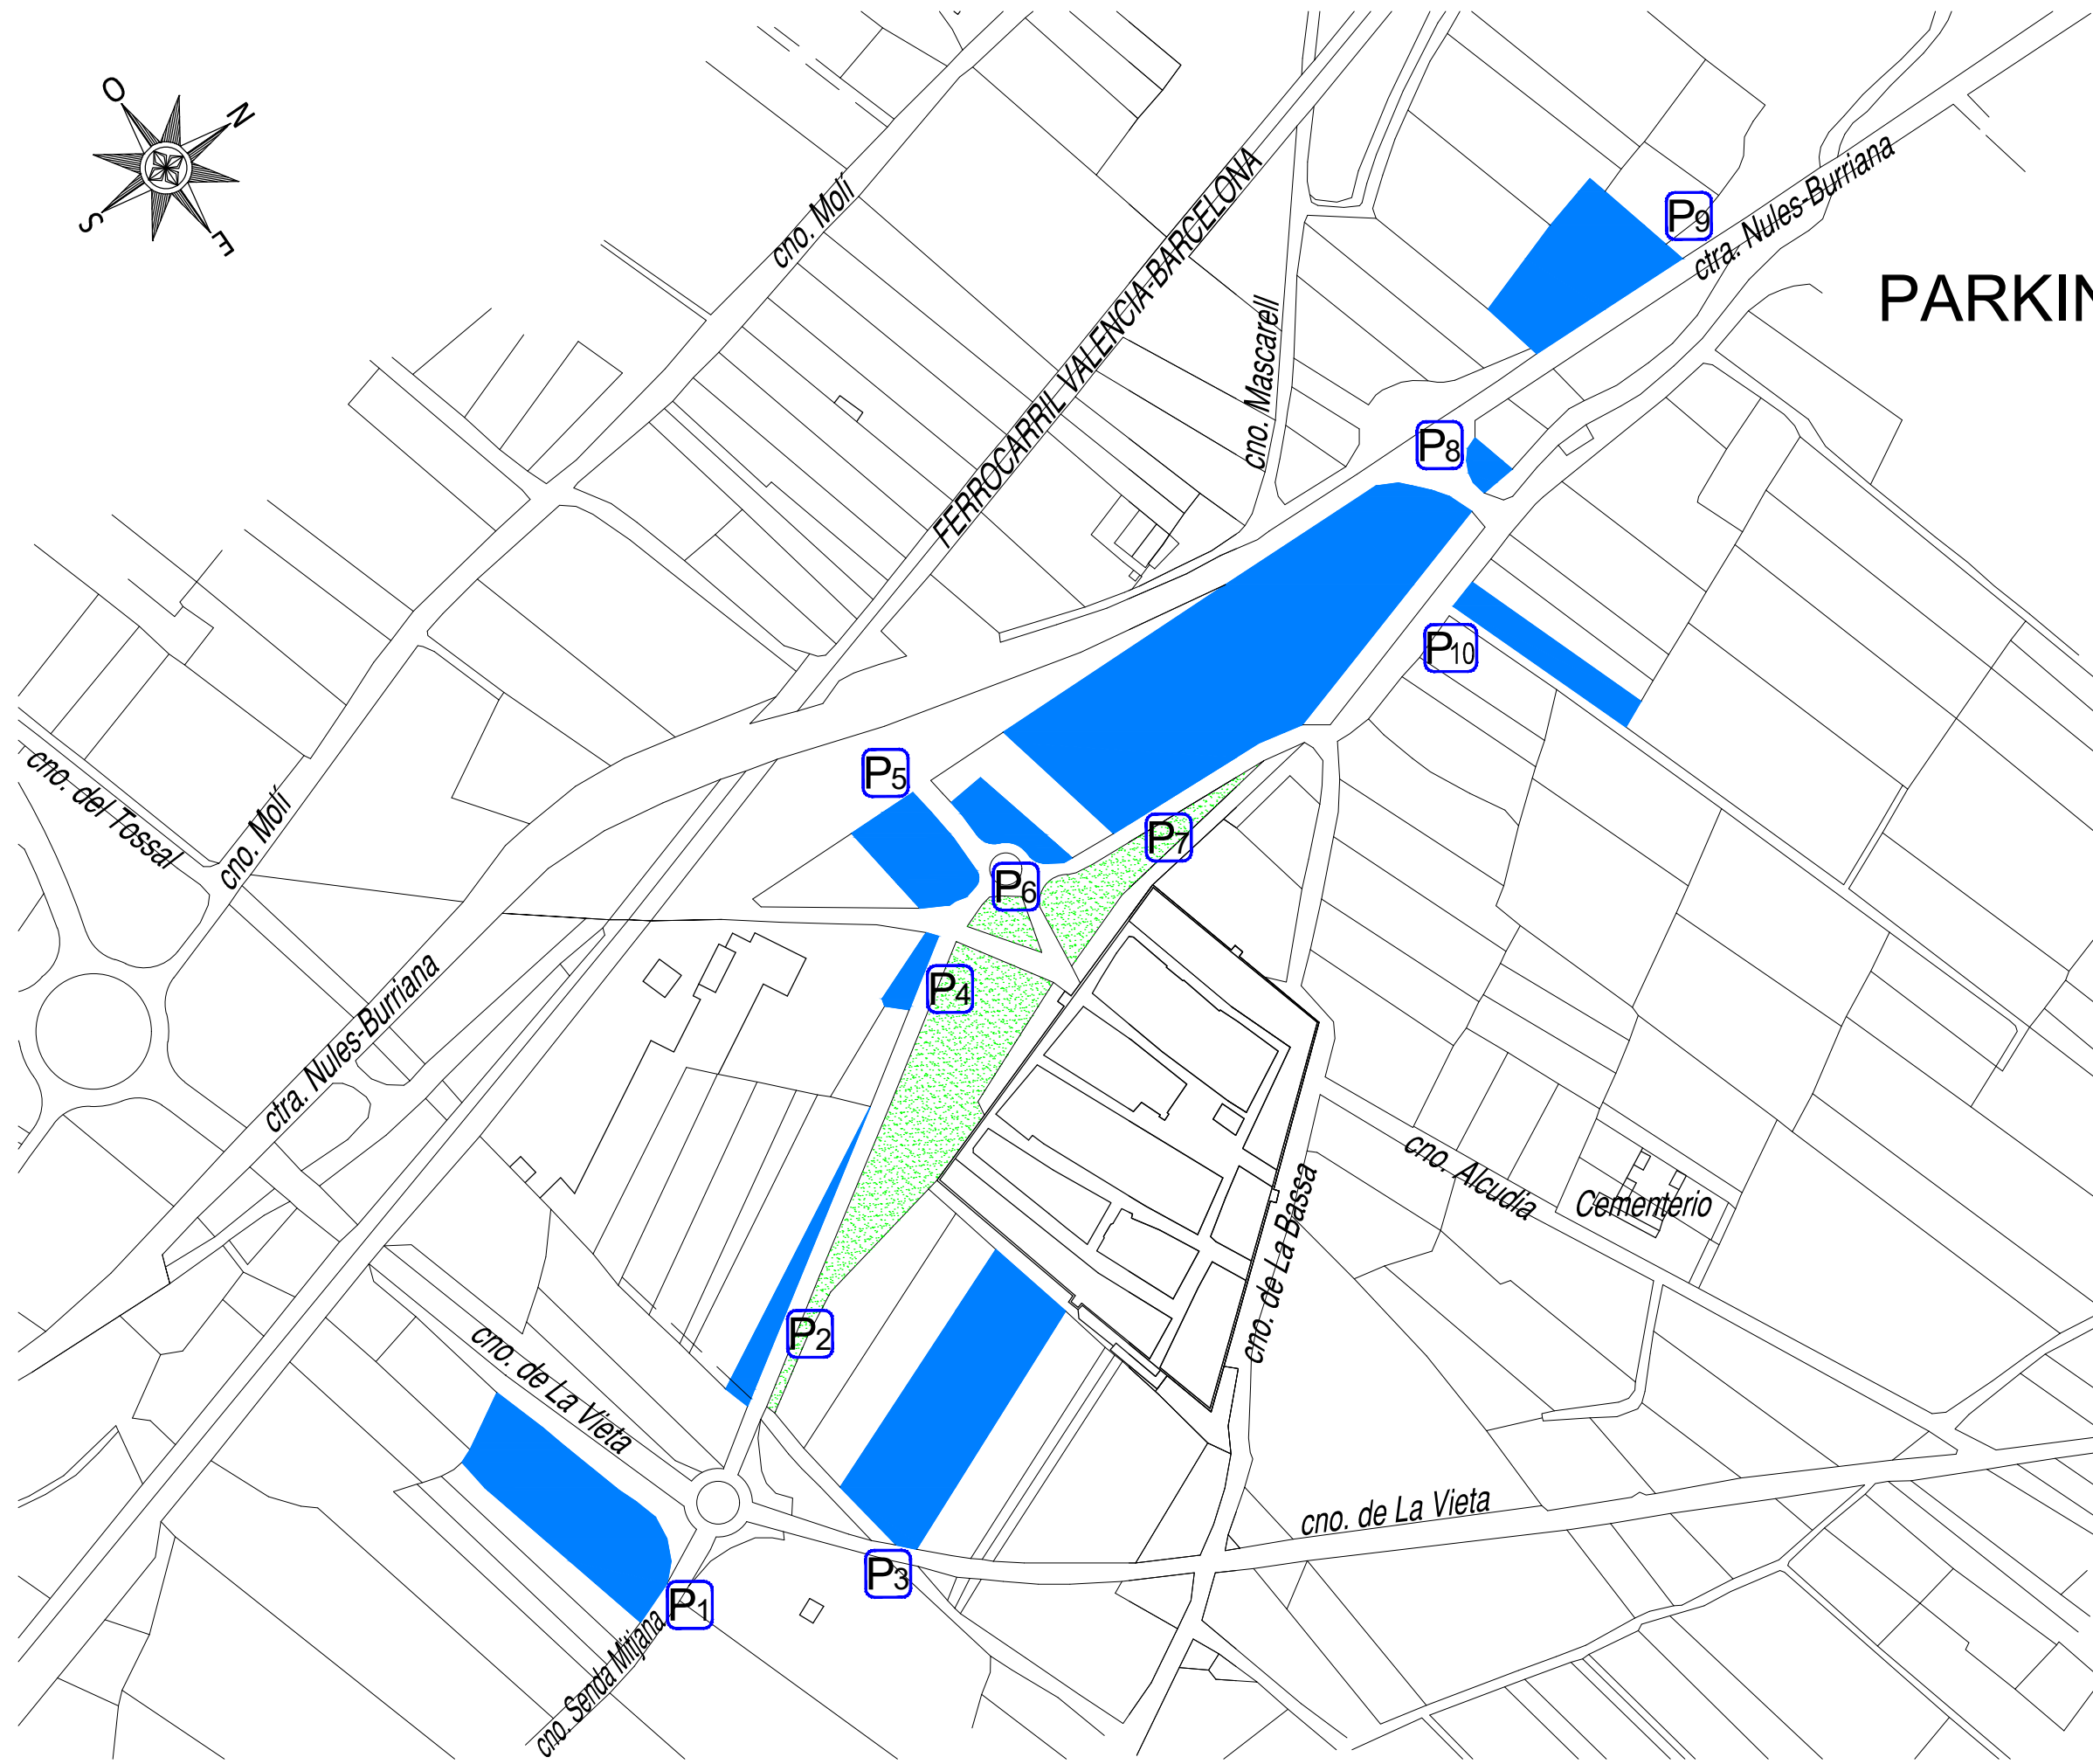 O
N
S
E
cno. Molí
FERROCARRIL VALENCIA-BARCELONA
cno. Mascarell
P9
ctra. Nules-Burriana
PARKIN
P8
P10
P5
cno. del Tossal
cno. Molí
P7
P6
P4
ctra. Nules-Burriana
cno. Alcudia
Cementerio
cno. de La Bassa
P2
cno. de La Vieta
cno. de La Vieta
P3
P1
cno. Senda Mitjana